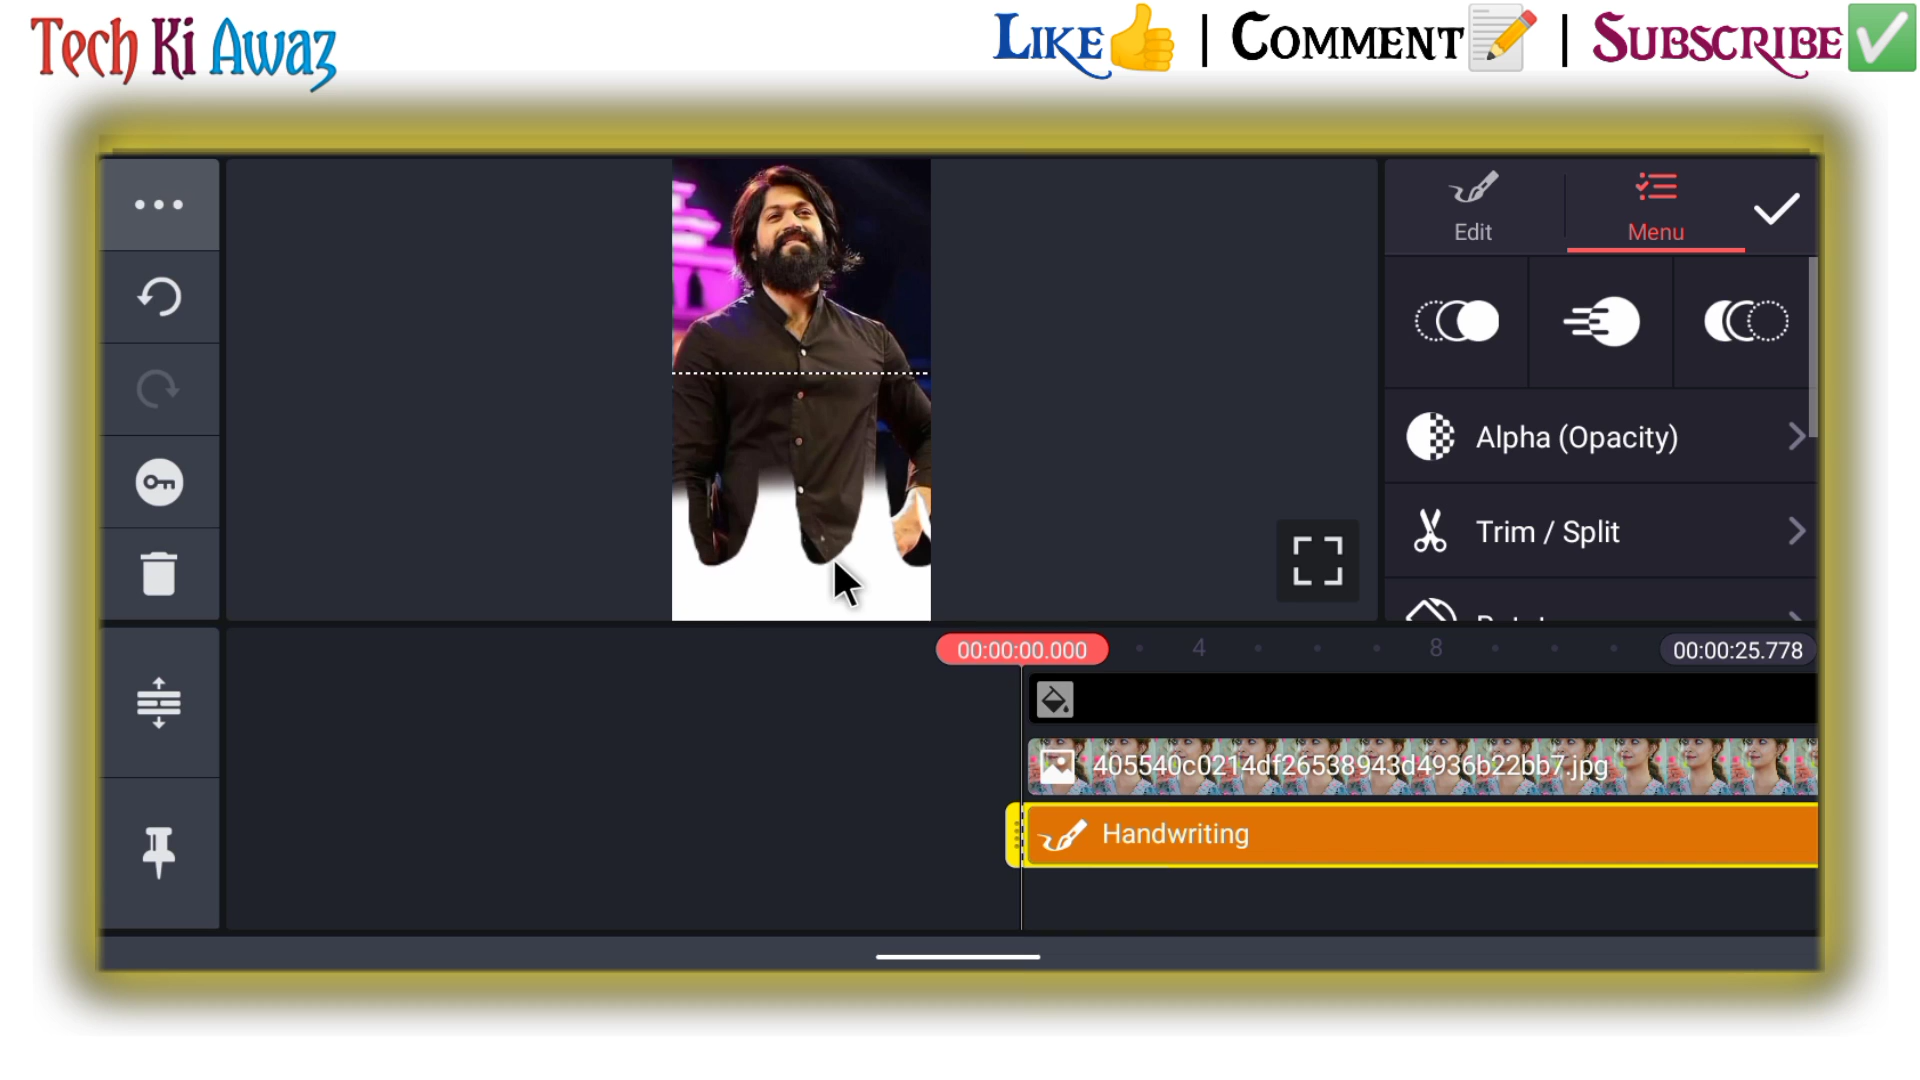 Tech Ki Awaz
LIKE | COMMENT | SUBSCRIBE
Edit
Menu
Alpha (Opacity)
Trim / Split
00:00:00.000
4
8
00:00:25.778
405540c0214df26538943d4936b22bb7.jpg
Handwriting